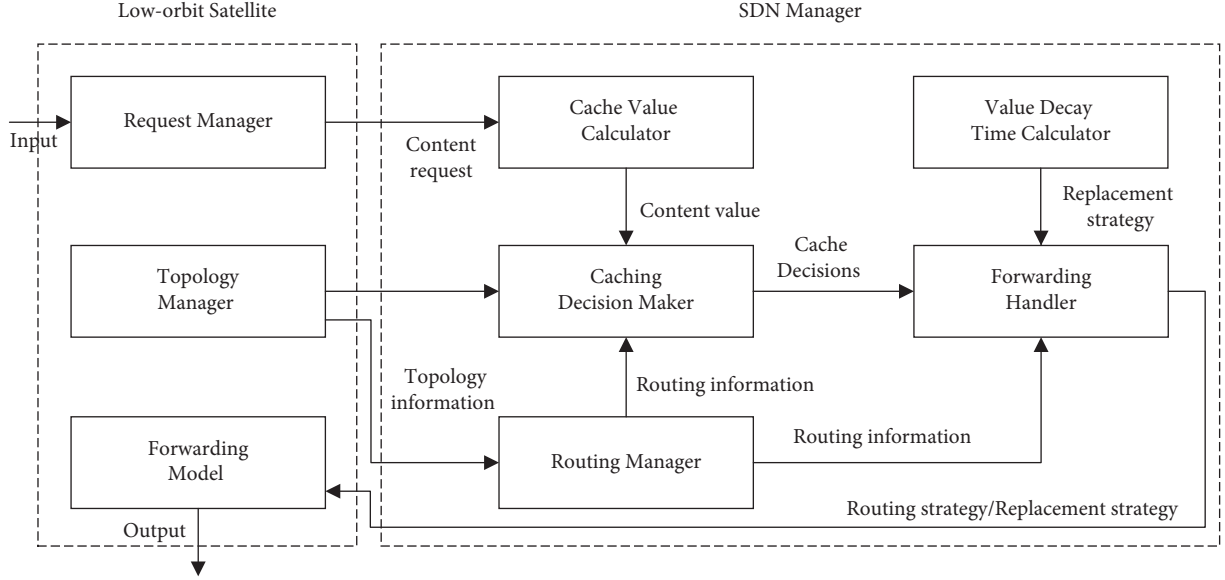 Low-orbit Satellite
SDN Manager
Input
Request Manager
Content
request
Cache Value
Calculator
Value Decay
Time Calculator
Content value
Replacement
strategy
Topology
Manager
Caching
Decision Maker
Cache
Decisions
Forwarding
Handler
Topology
information
Routing information
Forwarding
Model
Routing Manager
Routing information
Output
Routing strategy/Replacement strategy